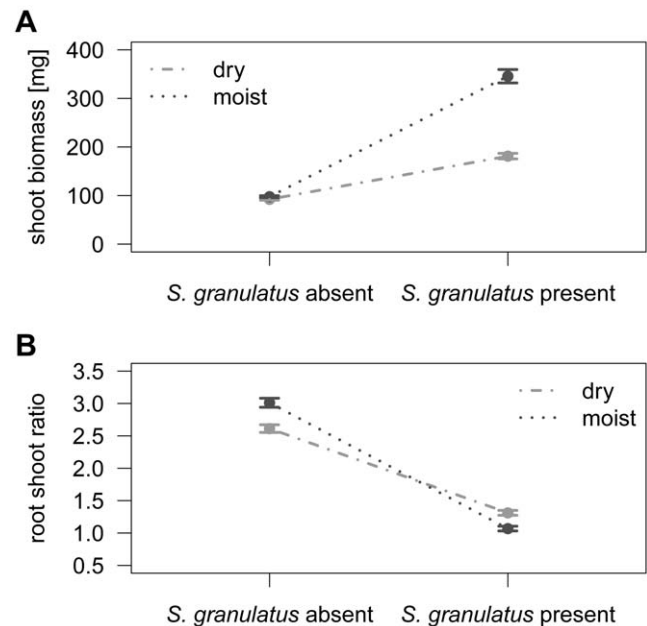 A
shoot biomass [mg]
400
300
200
100
0
dry
moist
S. granulatus absent
S. granulatus present
B
root shoot ratio
3.5
3.0
2.5
2.0
1.5
1.0
0.5
dry
moist
S. granulatus absent
S. granulatus present